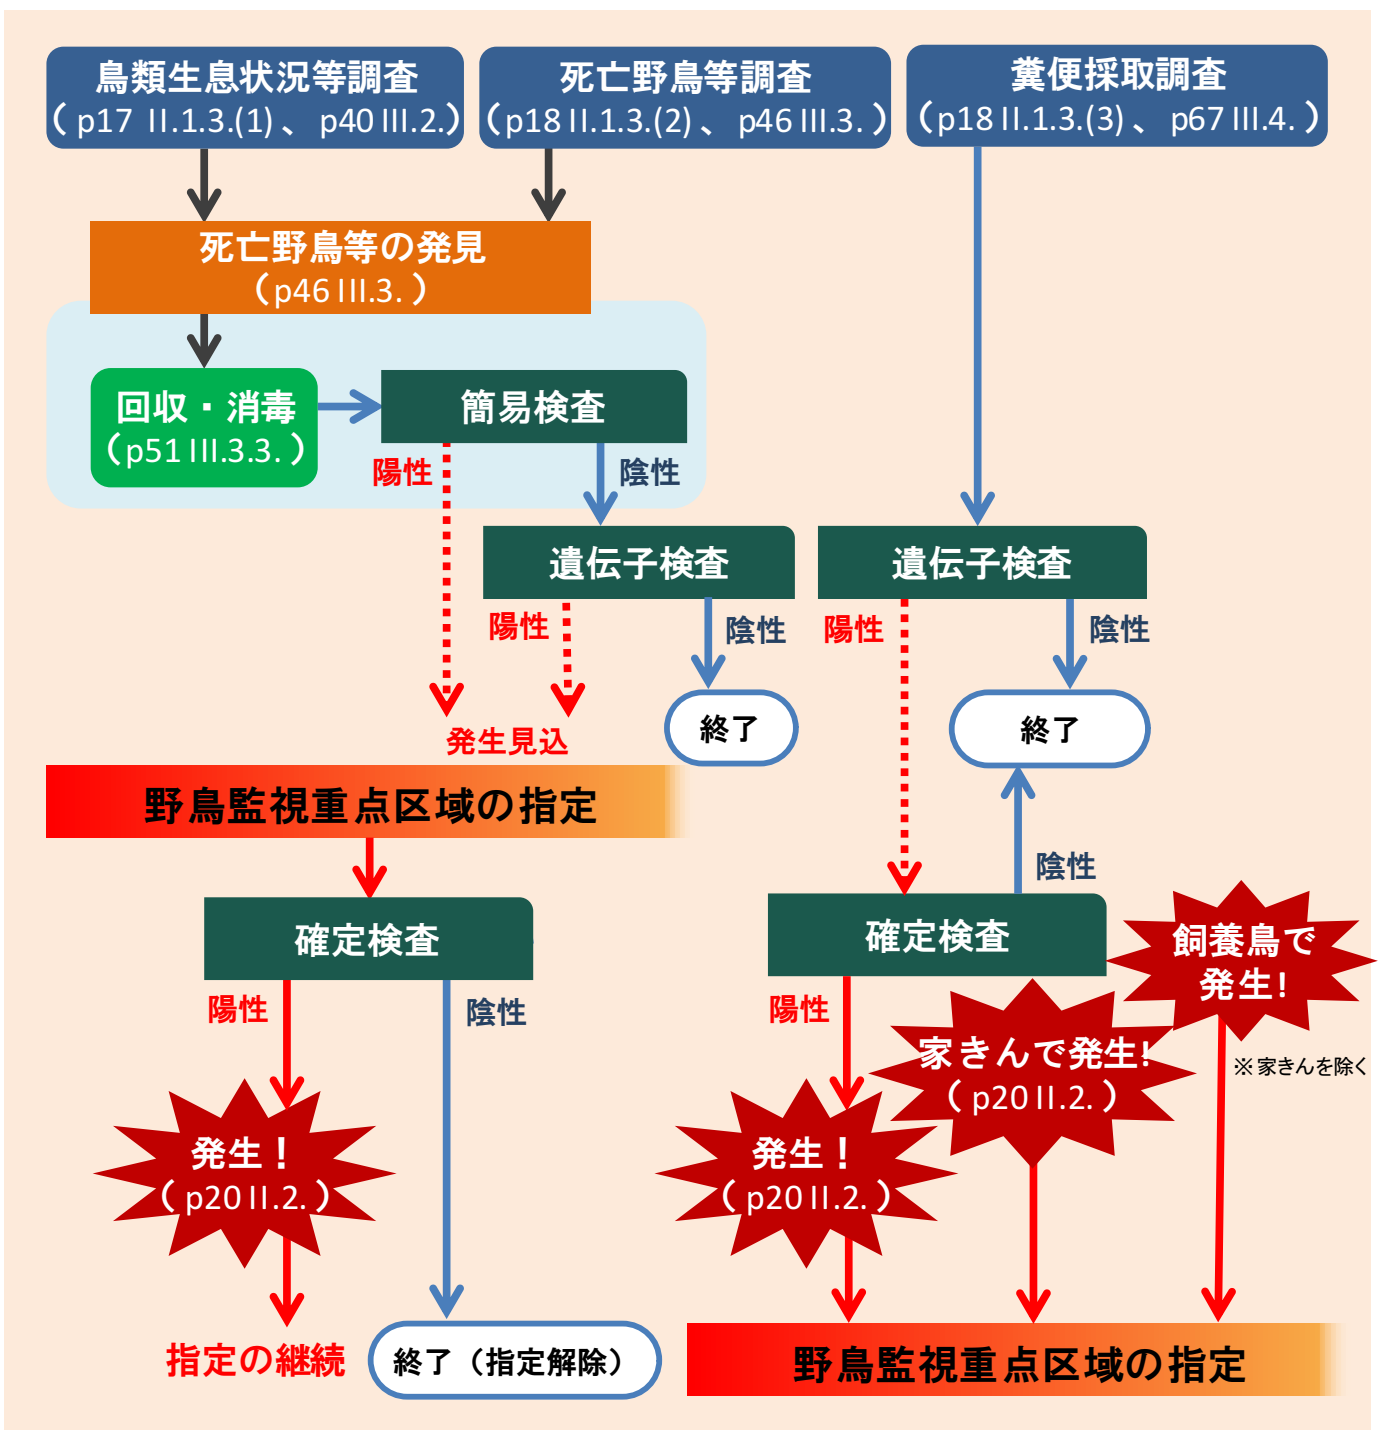 鳥類生息状況等調査
（p17 II.1.3.(1)、p40 III.2.）
死亡野鳥等調査
（p18 II.1.3.(2)、p46 III.3.）
糞便採取調査
（p18 II.1.3.(3)、p67 III.4.）
死亡野鳥等の発見
（p46 III.3.）
回収・消毒
（p51 III.3.3.）
簡易検査
陽性
陰性
遺伝子検査
遺伝子検査
陽性
陰性
陽性
陰性
終了
終了
発生見込
野鳥監視重点区域の指定
陰性
確定検査
確定検査
飼養鳥で
発生！
※家きんを除く
陽性
陰性
陽性
家きんで発生！
（p20 II.2.）
発生！
（p20 II.2.）
発生！
（p20 II.2.）
指定の継続
終了（指定解除）
野鳥監視重点区域の指定